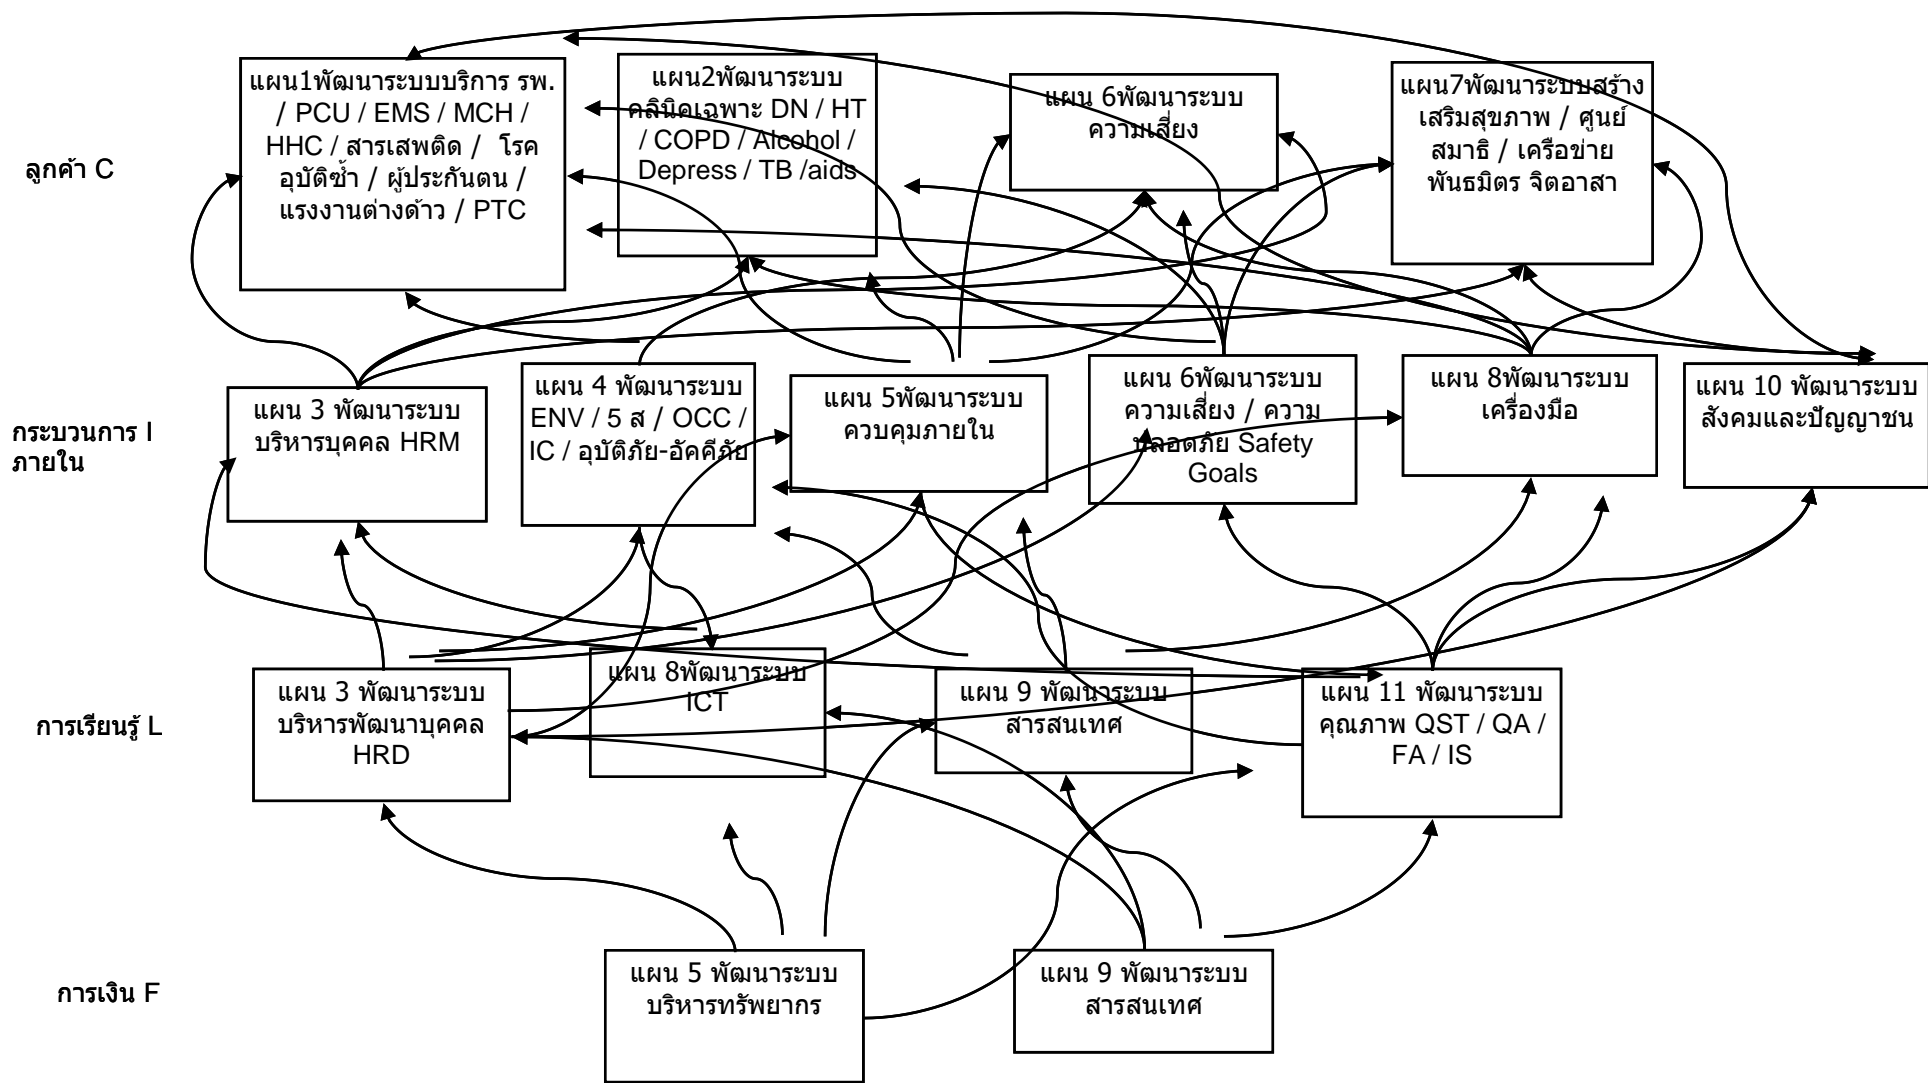 แผน1พัฒนาระบบบริการ รพ.
/ PCU / EMS / MCH /
HHC / สารเสพติด / โรค
อุบัติซ้ำ / ผู้ประกันตน /
แรงงานต่างด้าว / PTC
แผน2พัฒนาระบบ
คลินิคเฉพาะ DN / HT
/ COPD / Alcohol /
Depress / TB /aids
แผน 6พัฒนาระบบ
ความเสี่ยง
แผน7พัฒนาระบบสร้าง
เสริมสุขภาพ / ศูนย์
สมาธิ / เครือข่าย
พันธมิตร จิตอาสา
ลูกค้า C
แผน 3 พัฒนาระบบ
บริหารบุคคล HRM
แผน 4 พัฒนาระบบ
ENV / 5 ส / OCC /
IC / อุบัติภัย-อัคคีภัย
แผน 5พัฒนาระบบ
ควบคุมภายใน
แผน 6พัฒนาระบบ
ความเสี่ยง / ความ
ปลอดภัย Safety
Goals
แผน 8พัฒนาระบบ
เครื่องมือ
แผน 10 พัฒนาระบบ
สังคมและปัญญาชน
กระบวนการ I
ภายใน
แผน 3 พัฒนาระบบ
บริหารพัฒนาบุคคล
HRD
แผน 8พัฒนาระบบ
ICT
แผน 9 พัฒนาระบบ
สารสนเทศ
แผน 11 พัฒนาระบบ
คุณภาพ QST / QA /
FA / IS
การเรียนรู้ L
แผน 5 พัฒนาระบบ
บริหารทรัพยากร
แผน 9 พัฒนาระบบ
สารสนเทศ
การเงิน F